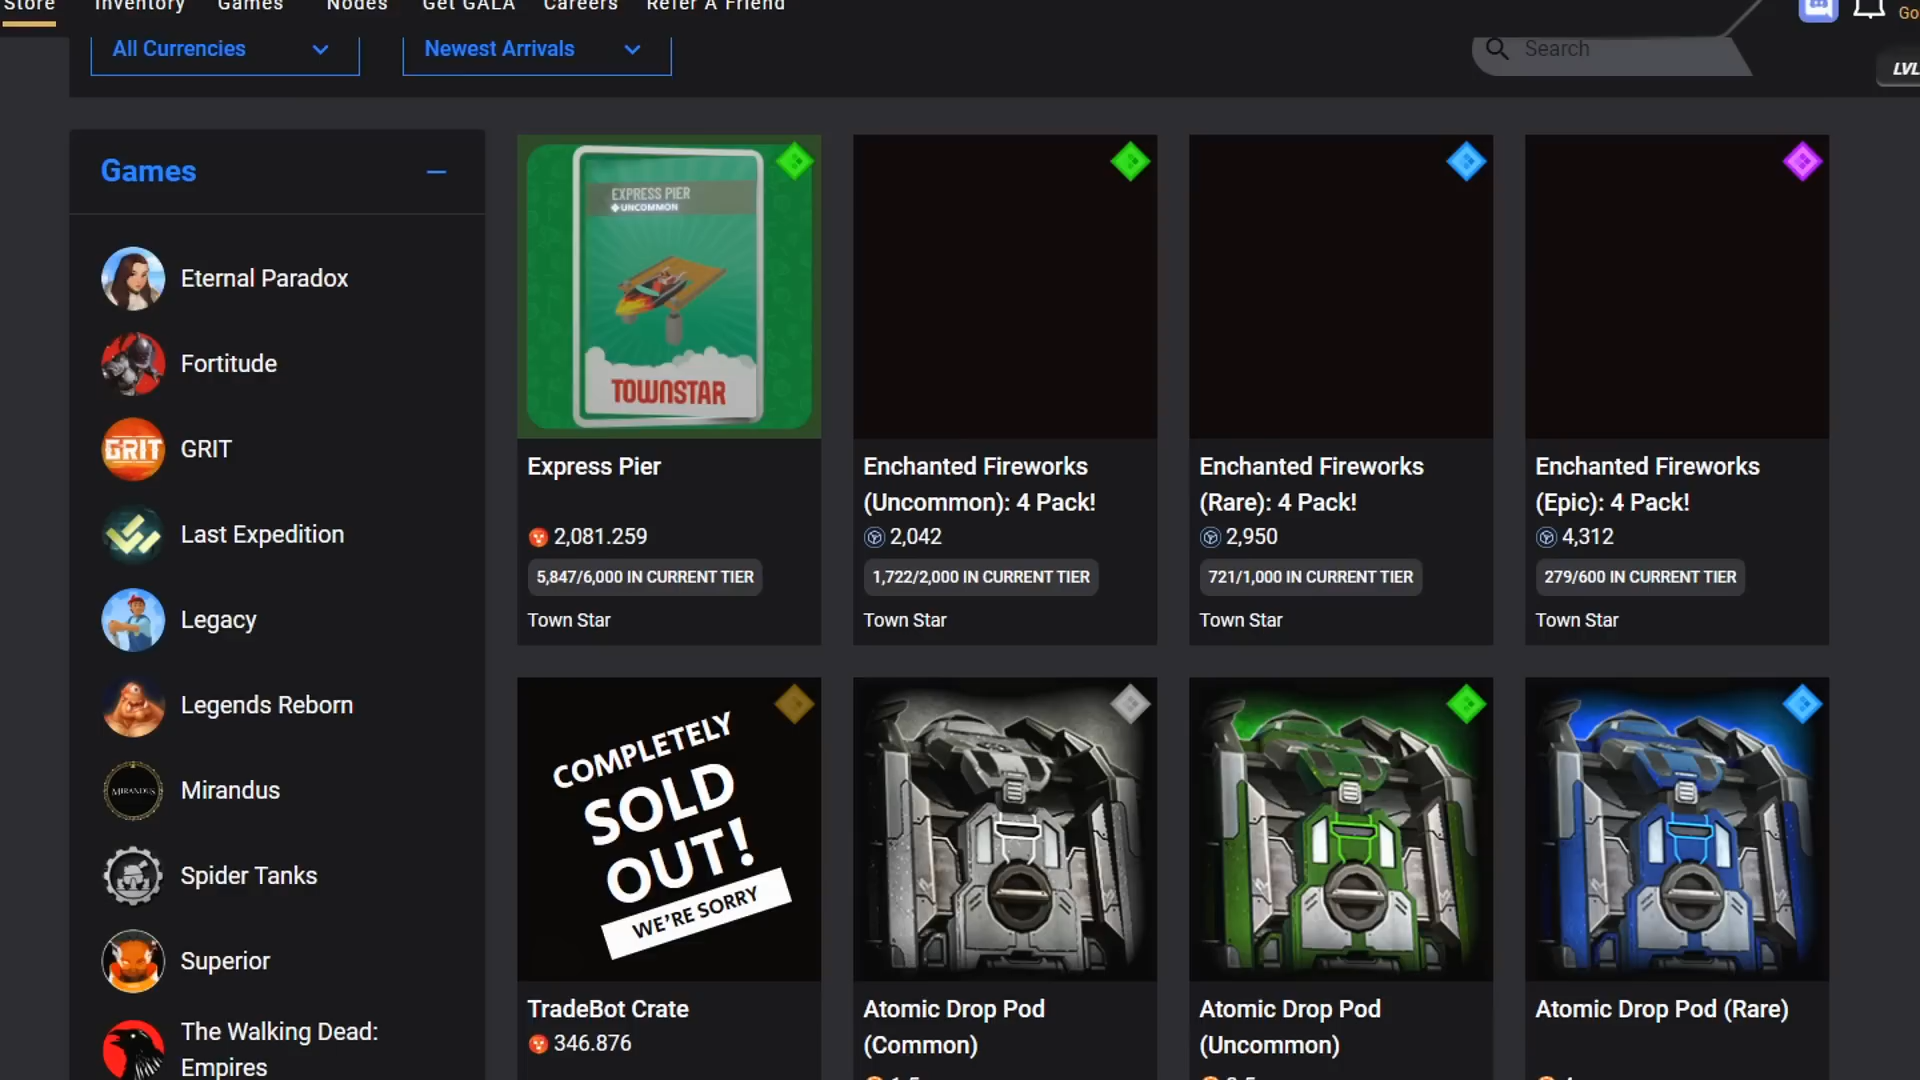 Store Inventory Games Nodes Get GALA Careers Refer A Friend
Go
All Currencies
Newest Arrivals
Search
LVL
Games
Eternal Paradox
Fortitude
GRIT
GRIT
Last Expedition
Legacy
Legends Reborn
MIRANDUS
Mirandus
Spider Tanks
Superior
The Walking Dead:
Empires
EXPRESS PIER
UNCOMMON
TOWNSTAR
Express Pier
2,081.259
5,847/6,000 IN CURRENT TIER
Town Star
Enchanted Fireworks
(Uncommon): 4 Pack!
2,042
1,722/2,000 IN CURRENT TIER
Town Star
Enchanted Fireworks
(Rare): 4 Pack!
2,950
721/1,000 IN CURRENT TIER
Town Star
Enchanted Fireworks
(Epic): 4 Pack!
4,312
279/600 IN CURRENT TIER
Town Star
COMPLETELY
SOLD
OUT!
WE'RE SORRY
TradeBot Crate
346.876
Atomic Drop Pod
(Common)
Atomic Drop Pod
(Uncommon)
Atomic Drop Pod (Rare)